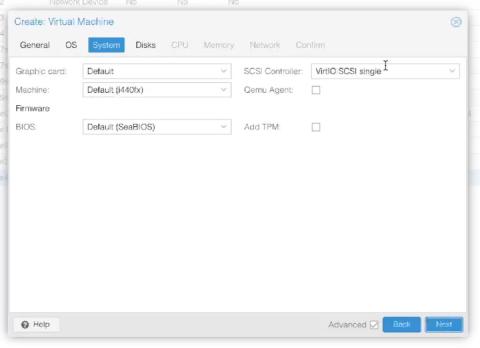 Network Device No No No
Create: Virtual Machine
General OS System Disks CPU Memory Network Confirm
Graphic card: Default SCSI Controller: VirtIO SCSI single
Machine: Default (i440fx) Qemu Agent:
Firmware
BIOS: Default (SeaBIOS) Add TPM:
Help Advanced Back Next